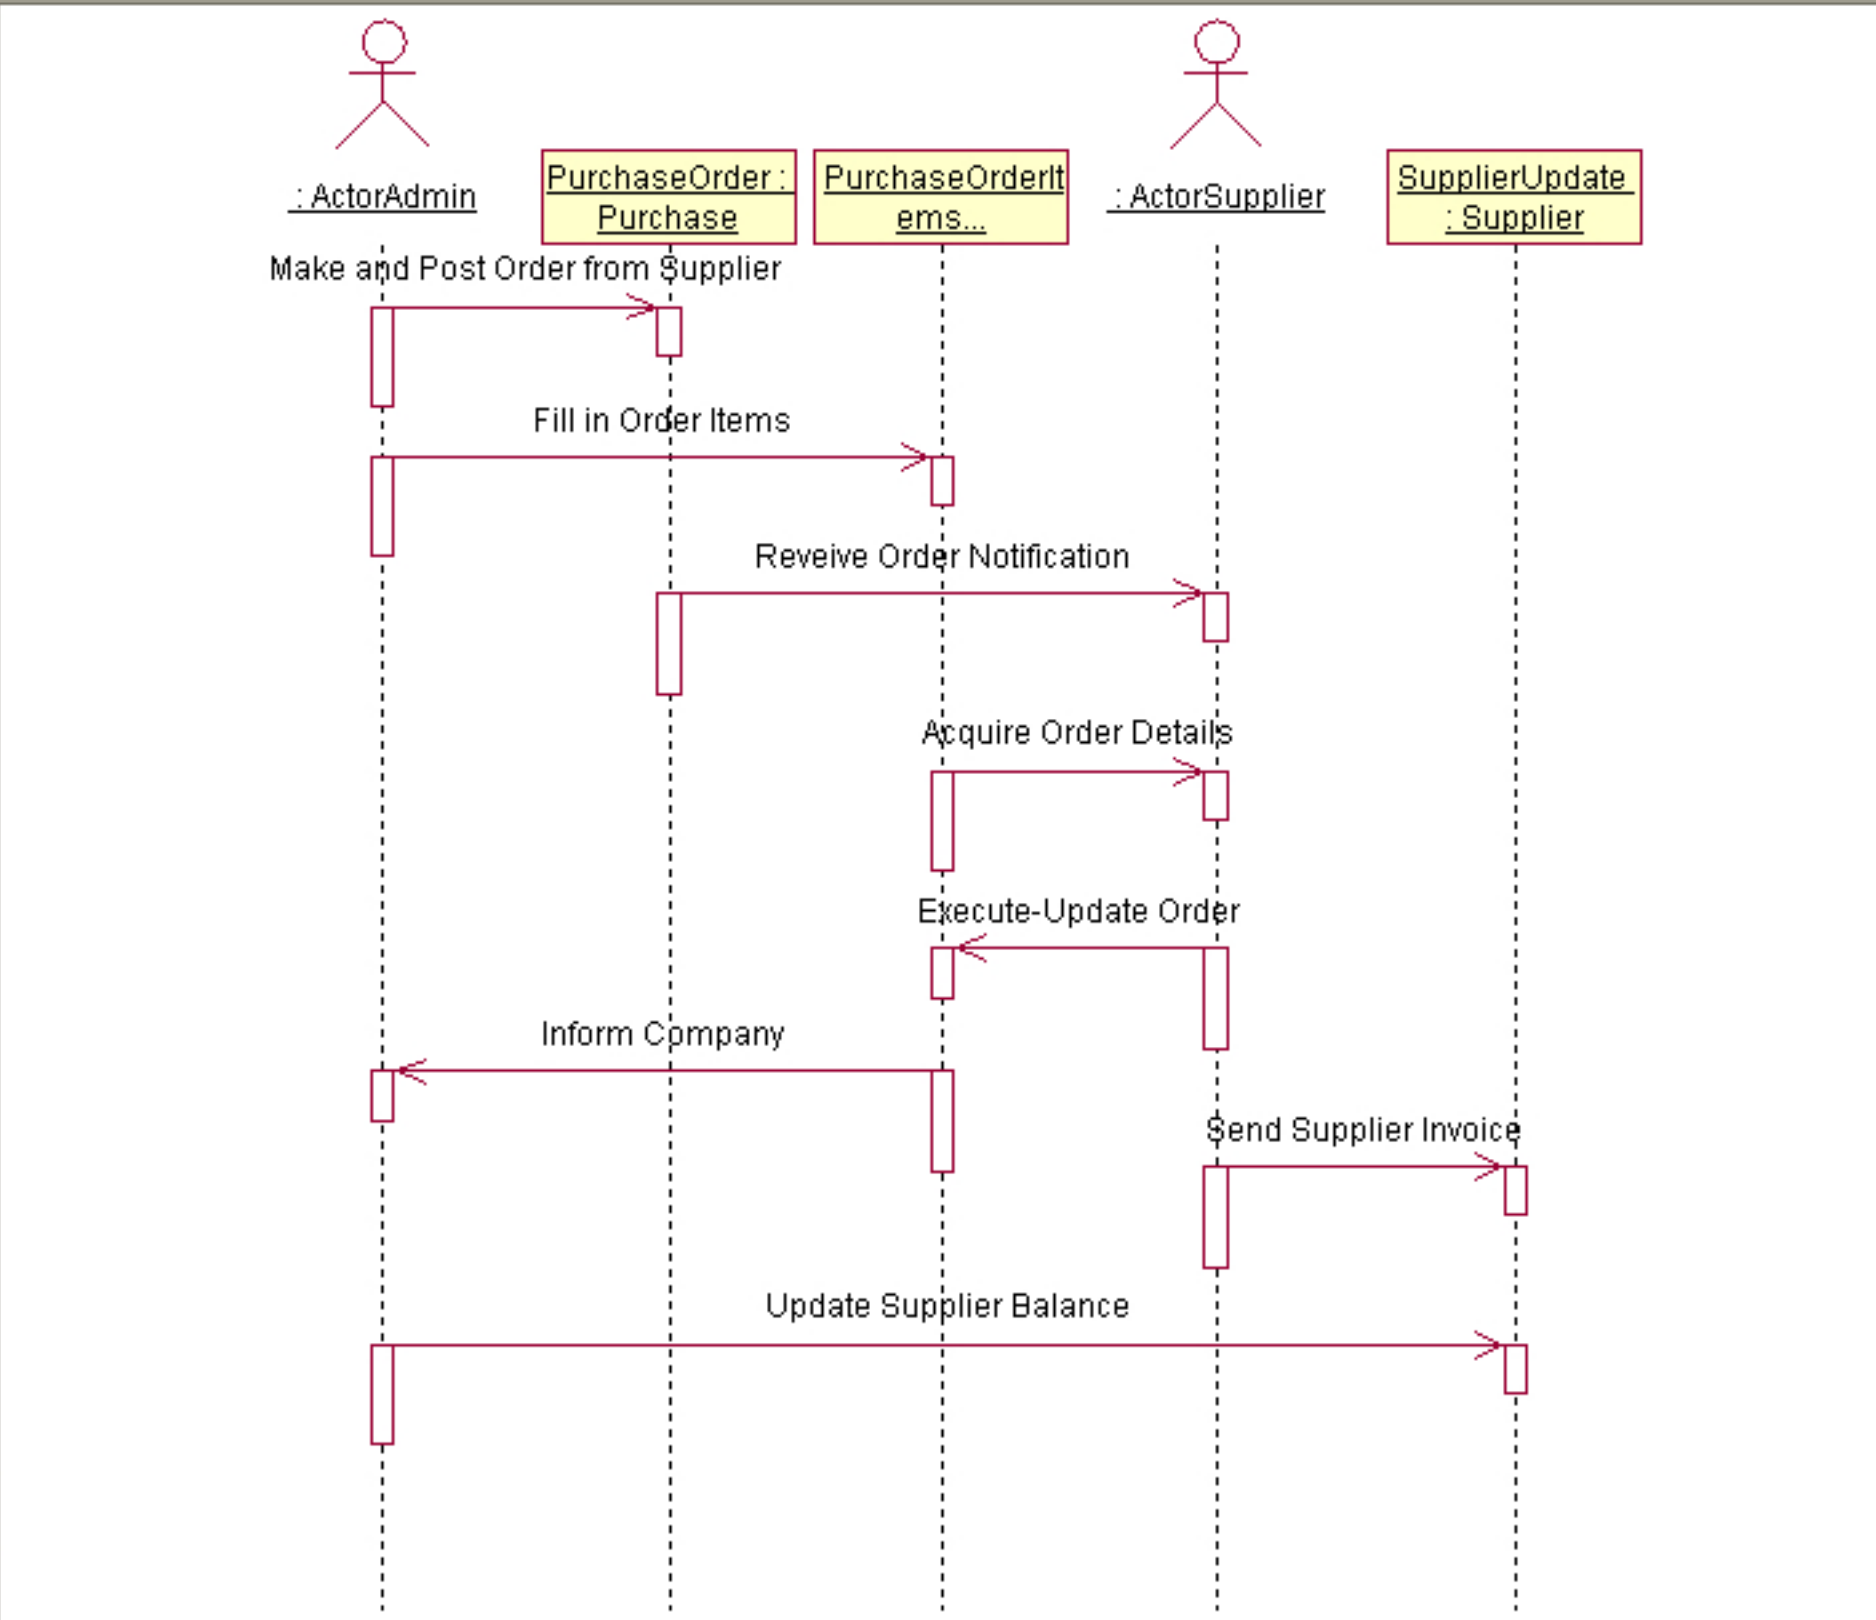 : ActorAdmin
PurchaseOrder :
Purchase
PurchaseOrderIt
ems...
: ActorSupplier
SupplierUpdate
: Supplier
Make and Post Order from Supplier
Fill in Order Items
Reveive Order Notification
Acquire Order Details
Execute-Update Order
Inform Company
Send Supplier Invoice
Update Supplier Balance